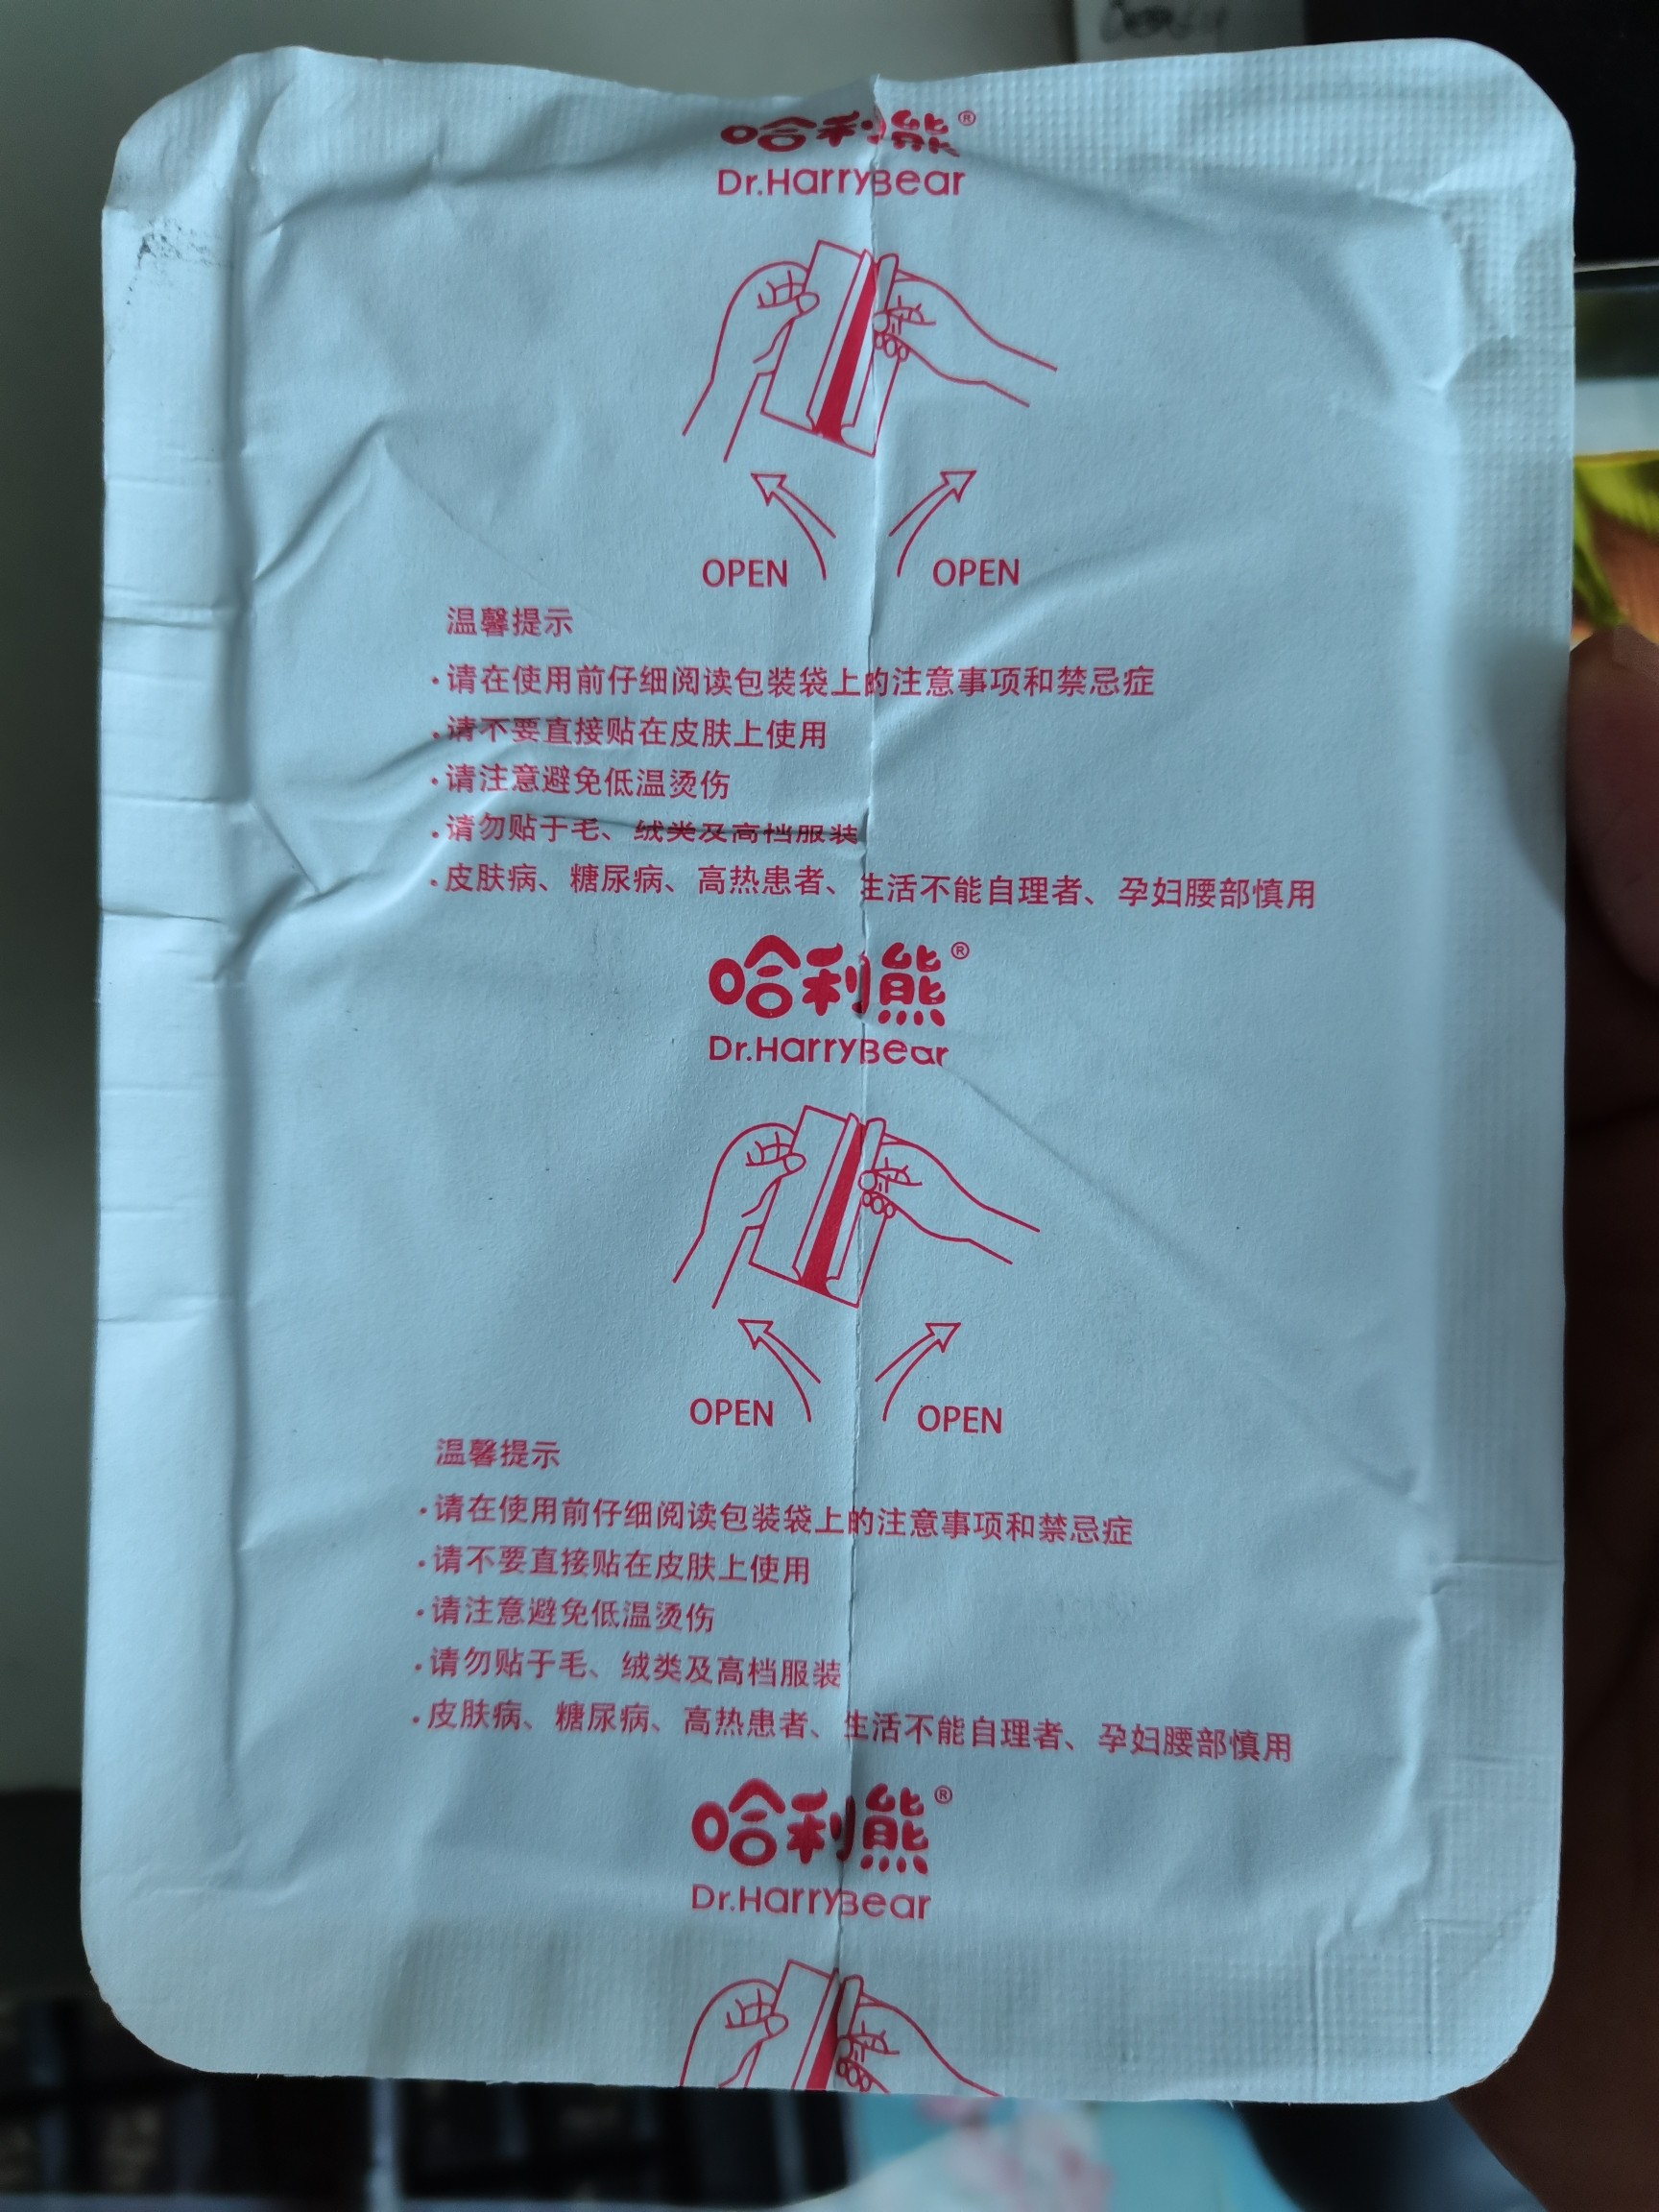 哈利熊®
Dr.HarryBear
OPEN OPEN
温馨提示
·请在使用前仔细阅读包装袋上的注意事项和禁忌症
·请不要直接贴在皮肤上使用
·请注意避免低温烫伤
·请勿贴于毛、绒类及高档服装
·皮肤病、糖尿病、高热患者、生活不能自理者、孕妇腰部慎用
哈利熊®
Dr.HarryBear
OPEN OPEN
温馨提示
·请在使用前仔细阅读包装袋上的注意事项和禁忌症
·请不要直接贴在皮肤上使用
·请注意避免低温烫伤
·请勿贴于毛、绒类及高档服装
·皮肤病、糖尿病、高热患者、生活不能自理者、孕妇腰部慎用
哈利熊®
Dr.HarryBear